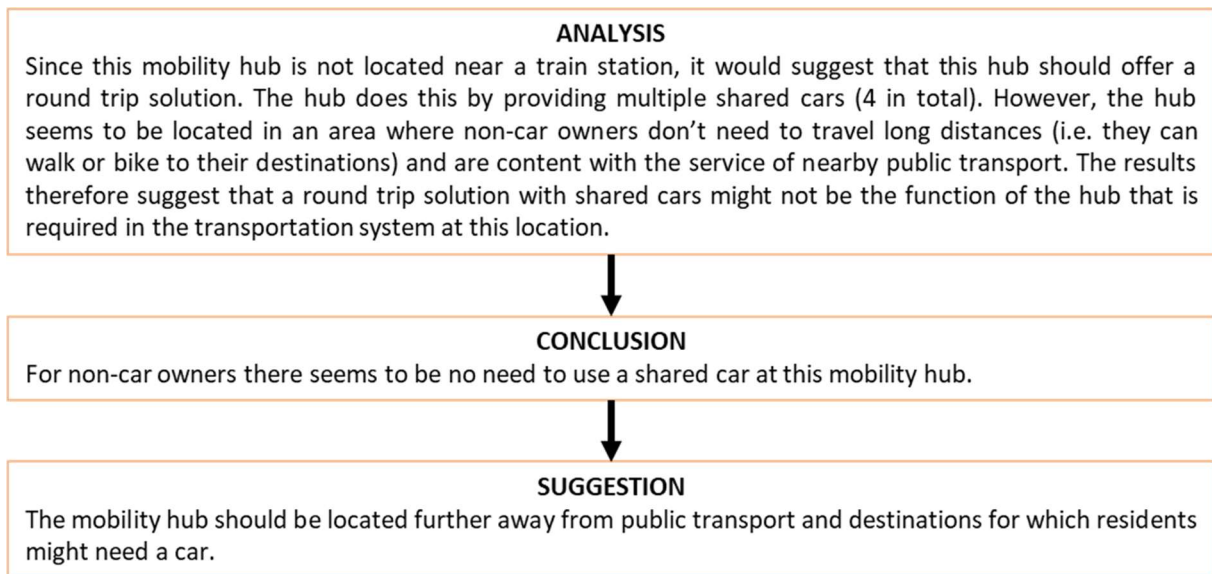 ANALYSIS
Since this mobility hub is not located near a train station, it would suggest that this hub should offer a
round trip solution. The hub does this by providing multiple shared cars (4 in total). However, the hub
seems to be located in an area where non-car owners don’t need to travel long distances (i.e. they can
walk or bike to their destinations) and are content with the service of nearby public transport. The results
therefore suggest that a round trip solution with shared cars might not be the function of the hub that is
required in the transportation system at this location.
CONCLUSION
For non-car owners there seems to be no need to use a shared car at this mobility hub.
SUGGESTION
The mobility hub should be located further away from public transport and destinations for which residents
might need a car.